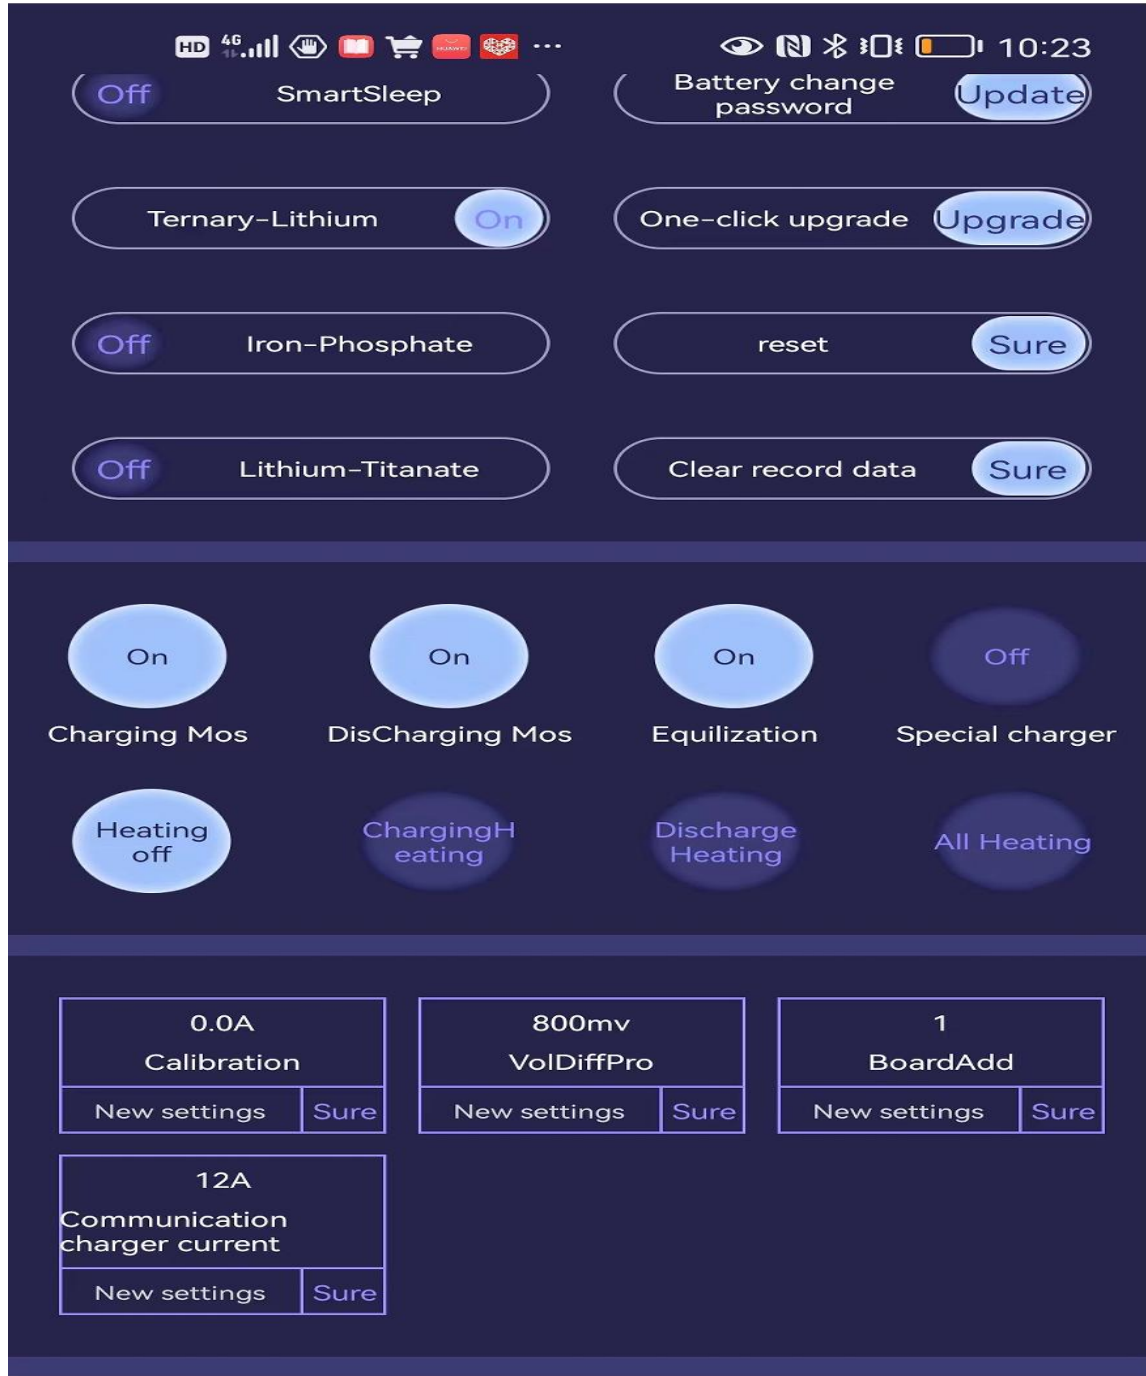 HD 4G 10:23
Off SmartSleep
Battery change
password
Update
Ternary-Lithium On
One-click upgrade Upgrade
Off Iron-Phosphate
reset Sure
Off Lithium-Titanate
Clear record data Sure
On On On Off
Charging Mos DisCharging Mos Equilization Special charger
Heating
off
ChargingH
eating
Discharge
Heating
All Heating
0.0A
Calibration
New settings Sure
800mv
VolDiffPro
New settings Sure
1
BoardAdd
New settings Sure
12A
Communication
charger current
New settings Sure